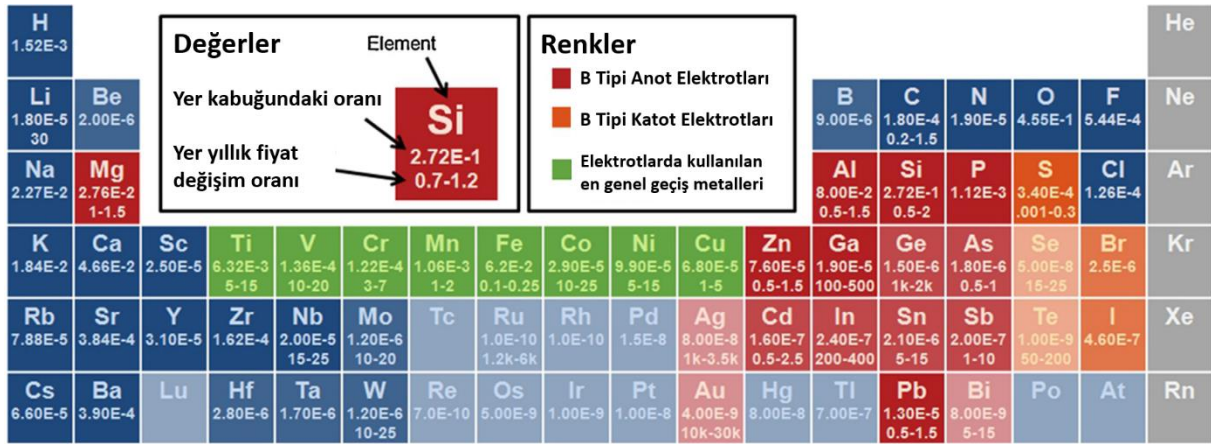 H
1.52E-3
He
Değerler
Element
Yer kabuğundaki oranı
Yer yıllık fiyat
değişim oranı
Si
2.72E-1
0.7-1.2
Renkler
B Tipi Anot Elektrotları
B Tipi Katot Elektrotları
Elektrotlarda kullanılan
en genel geçiş metalleri
Li Be B C N O F Ne
1.80E-5 2.00E-6 9.00E-6 1.80E-4 1.90E-5 4.55E-1 5.44E-4
30 0.2-1.5
Na Mg Al Si P S Cl Ar
2.27E-2 2.76E-2 8.00E-2 2.72E-1 1.12E-3 3.40E-4 1.26E-4
1-1.5 0.5-1.5 0.5-2 .001-0.3
K Ca Sc Ti V Cr Mn Fe Co Ni Cu Zn Ga Ge As Se Br Kr
1.84E-2 4.66E-2 2.50E-5 6.32E-3 1.36E-4 1.22E-4 1.06E-3 6.2E-2 2.90E-5 9.90E-5 6.80E-5 7.60E-5 1.90E-5 1.50E-6 1.80E-6 5.00E-8 2.5E-6
5-15 10-20 3-7 1-2 0.1-0.25 10-25 5-15 1-5 0.5-1.5 100-500 1k-2k 0.5-1 15-25
Rb Sr Y Zr Nb Mo Tc Ru Rh Pd Ag Cd In Sn Sb Te I Xe
7.88E-5 3.84E-4 3.10E-5 1.62E-4 2.00E-5 1.20E-6 1.0E-10 1.0E-10 1.5E-8 8.00E-8 1.60E-7 2.40E-7 2.10E-6 2.00E-7 1.00E-9 4.60E-7
15-25 10-20 1.2k-6k 1k-3.5k 0.5-2.5 200-400 5-15 1-10 50-200
Cs Ba Lu Hf Ta W Re Os Ir Pt Au Hg Tl Pb Bi Po At Rn
6.60E-5 3.90E-4 2.80E-6 1.70E-6 1.20E-6 7.0E-10 5.00E-9 1.00E-9 1.00E-8 4.00E-9 8.00E-8 7.00E-7 1.30E-5 8.00E-9
10-25 10k-30k 0.5-1.5 5-15